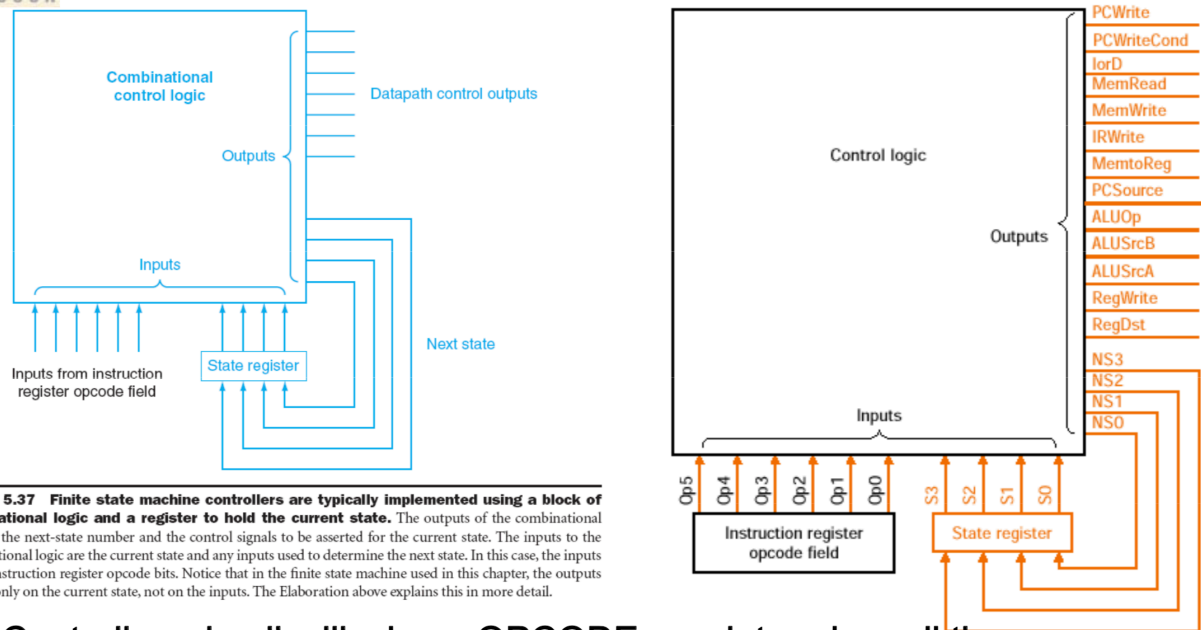 Combinational
control logic
Datapath control outputs
Outputs
Inputs
Next state
State register
Inputs from instruction
register opcode field
5.37 Finite state machine controllers are typically implemented using a block of
ational logic and a register to hold the current state. The outputs of the combinational
the next-state number and the control signals to be asserted for the current state. The inputs to the
tional logic are the current state and any inputs used to determine the next state. In this case, the inputs
nstruction register opcode bits. Notice that in the finite state machine used in this chapter, the outputs
nly on the current state, not on the inputs. The Elaboration above explains this in more detail.
Control logic
Outputs
PCWrite
PCWriteCond
IorD
MemRead
MemWrite
IRWrite
MemtoReg
PCSource
ALUOp
ALUSrcB
ALUSrcA
RegWrite
RegDst
NS3
NS2
NS1
NS0
Inputs
Op5
Op4
Op3
Op2
Op1
Op0
S3
S2
S1
S0
Instruction register
opcode field
State register
OPCODE